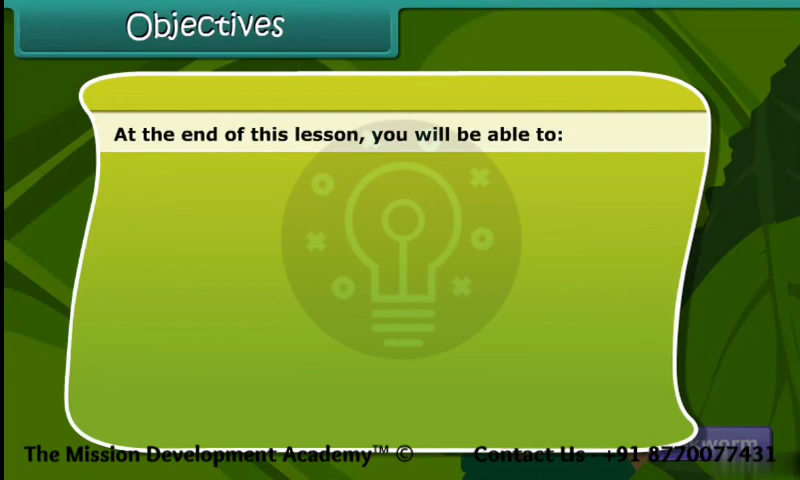 Objectives
At the end of this lesson, you will be able to:
The Mission Development Academy™ ©
Contact Us - +91 8770077431